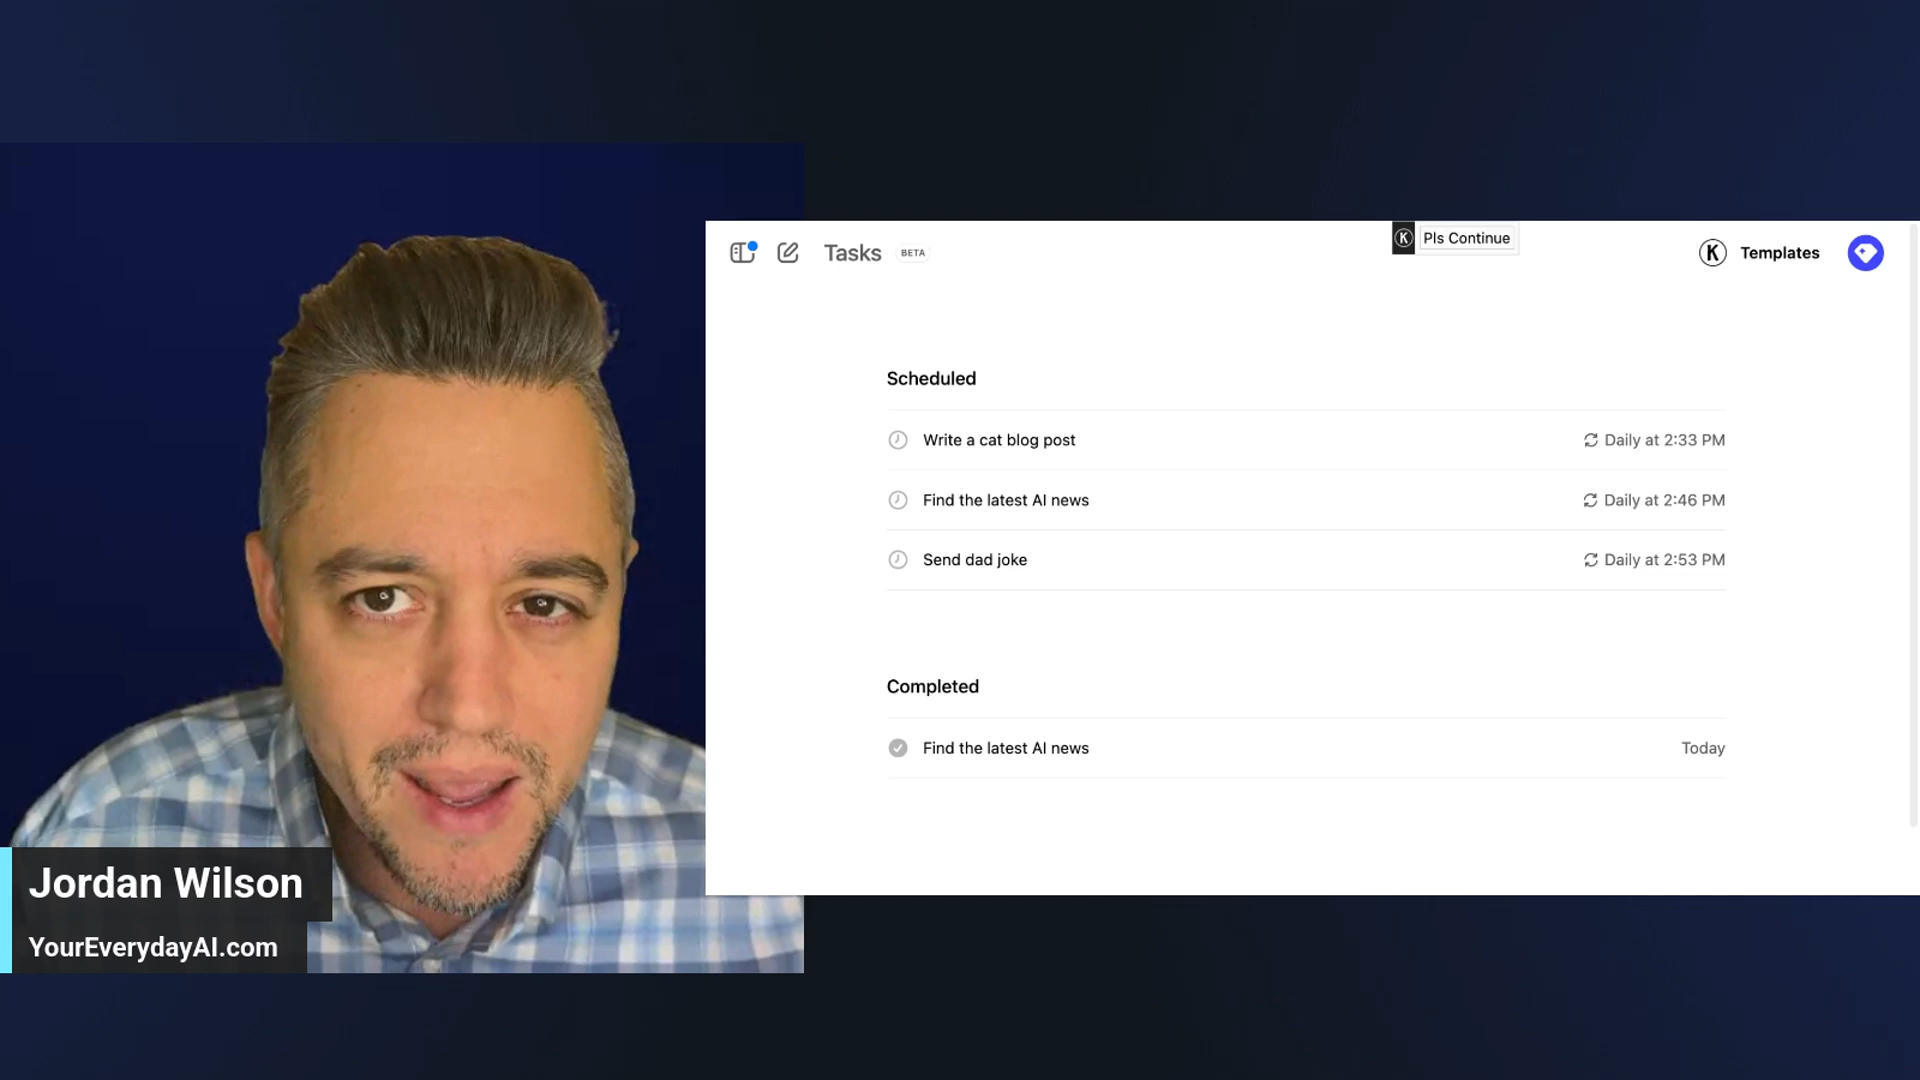 Tasks BETA
K Pls Continue
K Templates
Scheduled
Write a cat blog post Daily at 2:33 PM
Find the latest AI news Daily at 2:46 PM
Send dad joke Daily at 2:53 PM
Completed
Find the latest AI news Today
Jordan Wilson
YourEverydayAI.com